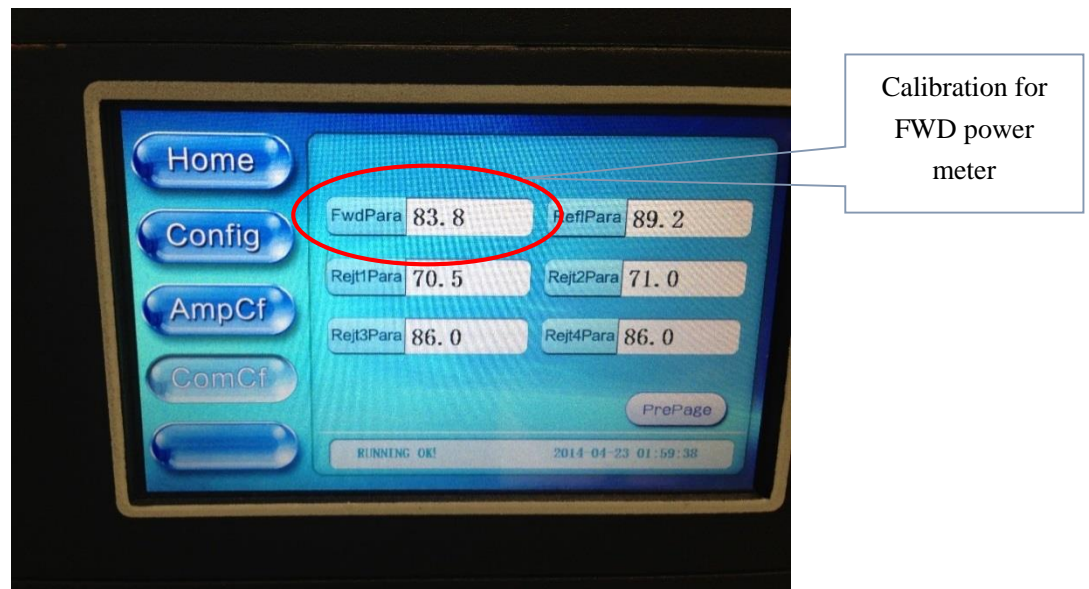 Calibration for
FWD power
meter
Home
Config
AmpCf
ComCf
FwdPara 83.8 ReflPara 89.2
Rejt1Para 70.5 Rejt2Para 71.0
Rejt3Para 86.0 Rejt4Para 86.0
PrePage
RUNNING OK! 2014-04-23 01:59:38